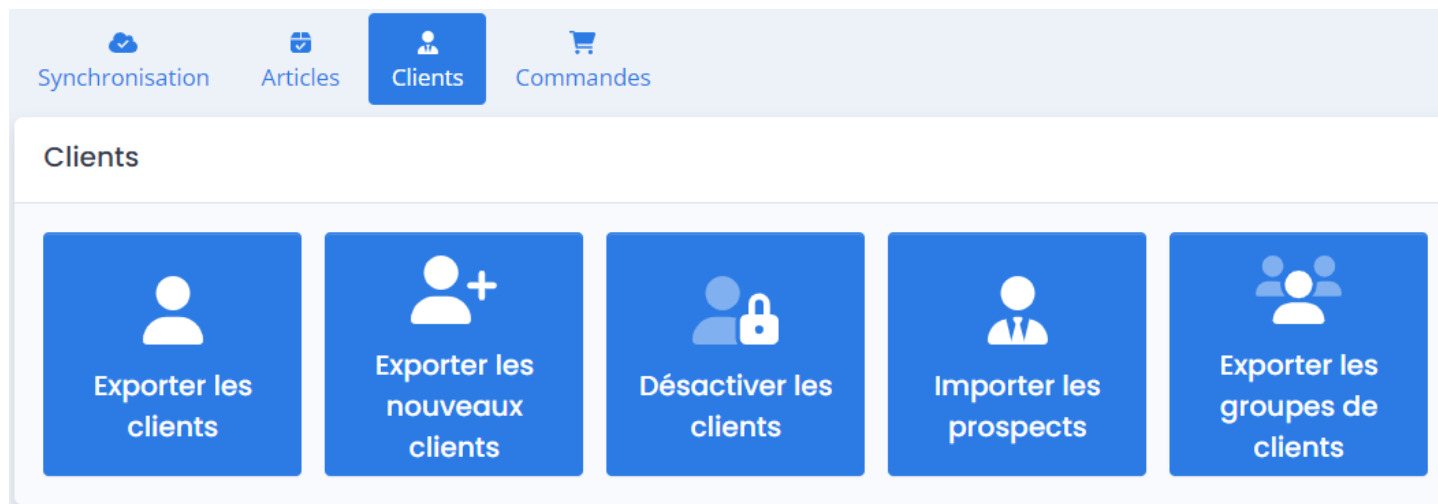 Synchronisation
Articles
Clients
Commandes
Clients
Exporter les
clients
Exporter les
nouveaux
clients
Désactiver les
clients
Importer les
prospects
Exporter les
groupes de
clients